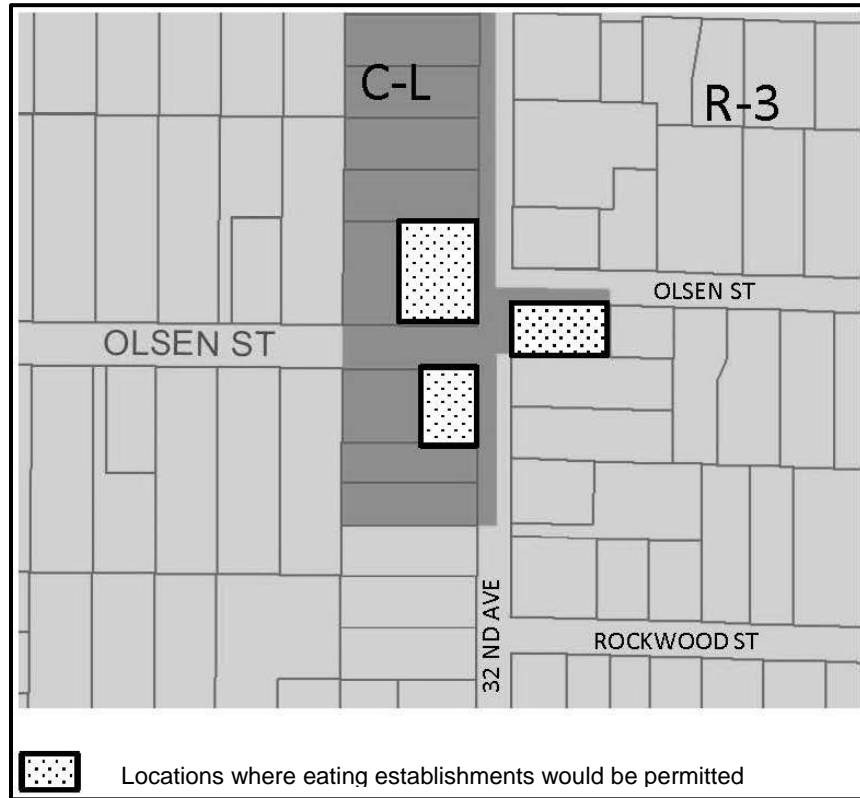 C-L
R-3
OLSEN ST
OLSEN ST
32 ND AVE
ROCKWOOD ST
Locations where eating establishments would be permitted